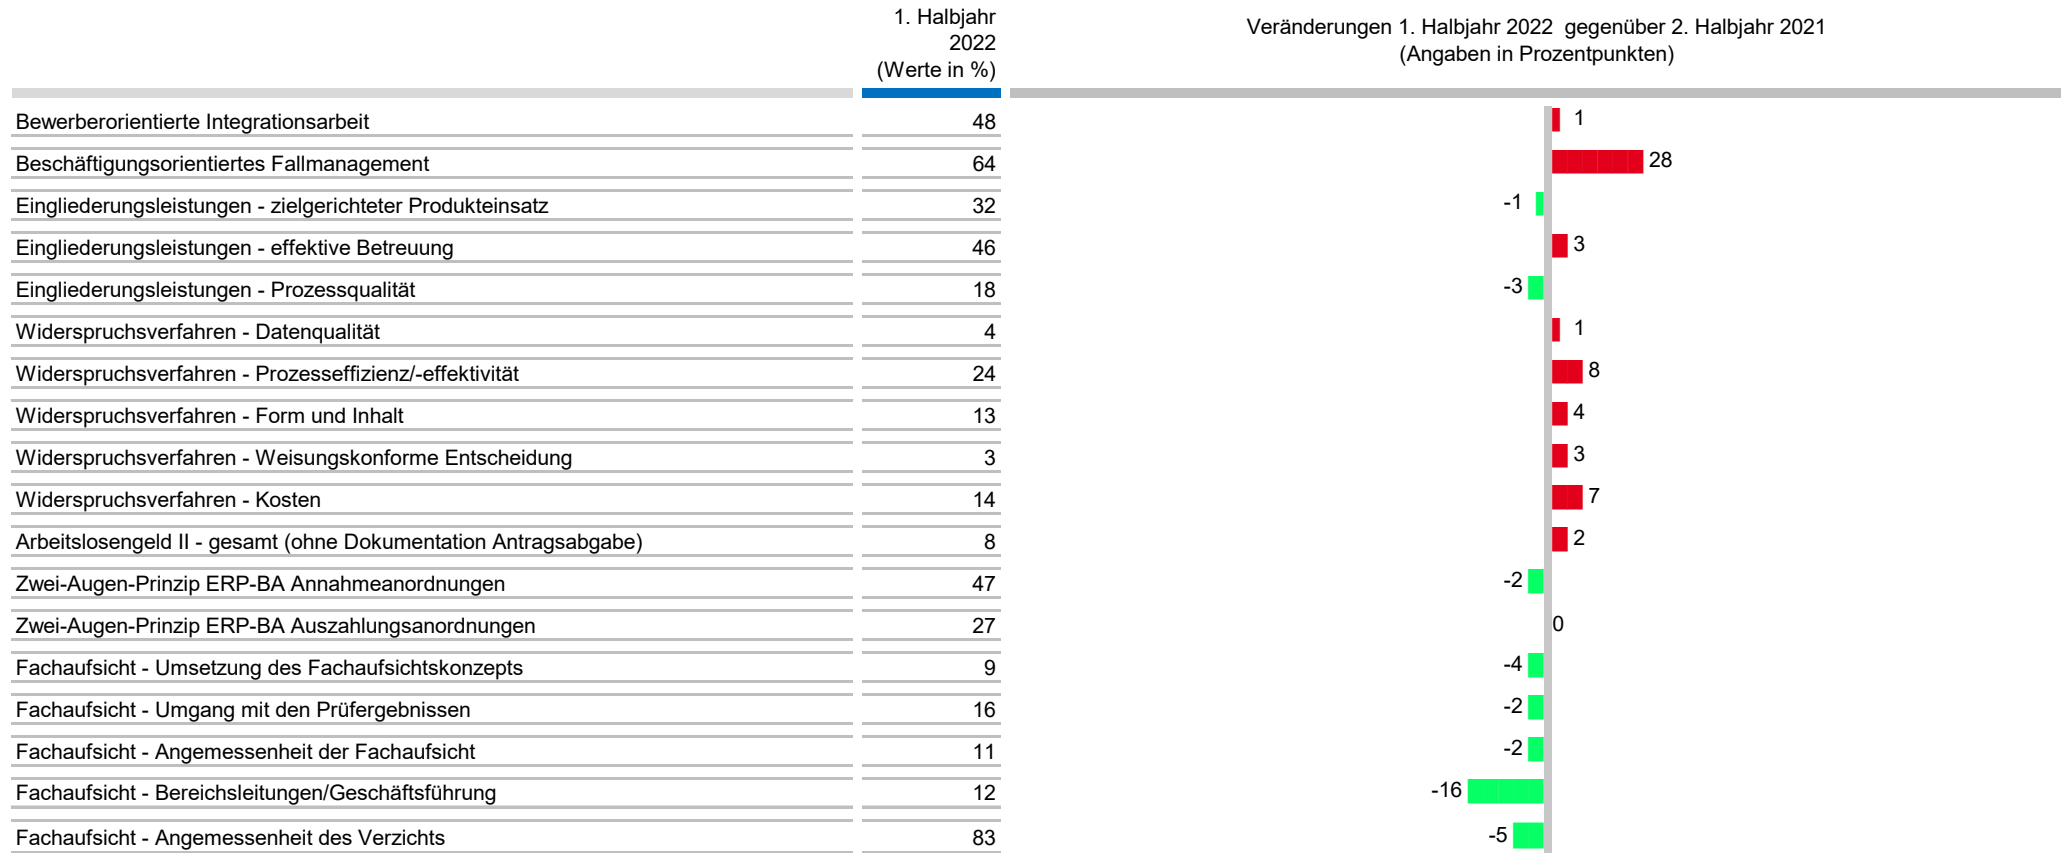 1. Halbjahr
2022
(Werte in %)
Veränderungen 1. Halbjahr 2022 gegenüber 2. Halbjahr 2021
(Angaben in Prozentpunkten)
Bewerberorientierte Integrationsarbeit 48 1
Beschäftigungsorientiertes Fallmanagement 64 28
Eingliederungsleistungen - zielgerichteter Produkteinsatz 32 -1
Eingliederungsleistungen - effektive Betreuung 46 3
Eingliederungsleistungen - Prozessqualität 18 -3
Widerspruchsverfahren - Datenqualität 4 1
Widerspruchsverfahren - Prozesseffizienz/-effektivität 24 8
Widerspruchsverfahren - Form und Inhalt 13 4
Widerspruchsverfahren - Weisungskonforme Entscheidung 3 3
Widerspruchsverfahren - Kosten 14 7
Arbeitslosengeld II - gesamt (ohne Dokumentation Antragsabgabe) 8 2
Zwei-Augen-Prinzip ERP-BA Annahmeanordnungen 47 -2
Zwei-Augen-Prinzip ERP-BA Auszahlungsanordnungen 27 0
Fachaufsicht - Umsetzung des Fachaufsichtskonzepts 9 -4
Fachaufsicht - Umgang mit den Prüfergebnissen 16 -2
Fachaufsicht - Angemessenheit der Fachaufsicht 11 -2
Fachaufsicht - Bereichsleitungen/Geschäftsführung 12 -16
Fachaufsicht - Angemessenheit des Verzichts 83 -5